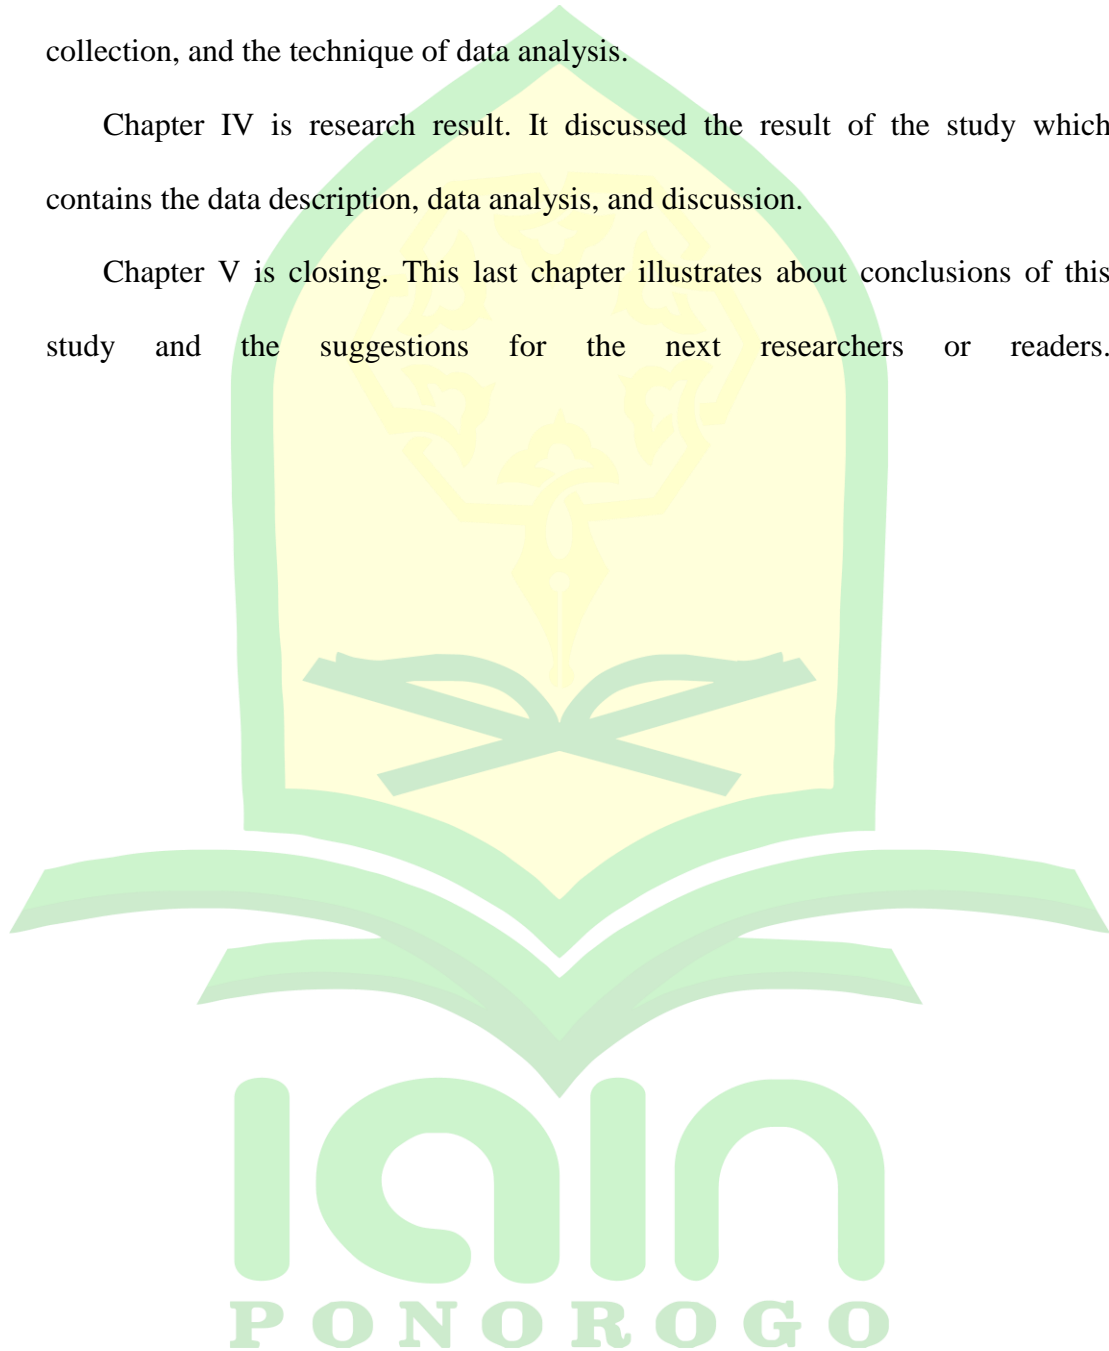 collection, and the technique of data analysis.
Chapter IV is research result. It discussed the result of the study which
contains the data description, data analysis, and discussion.
Chapter V is closing. This last chapter illustrates about conclusions of this
study and the suggestions for the next researchers or readers.
IAIN
PONOROGO